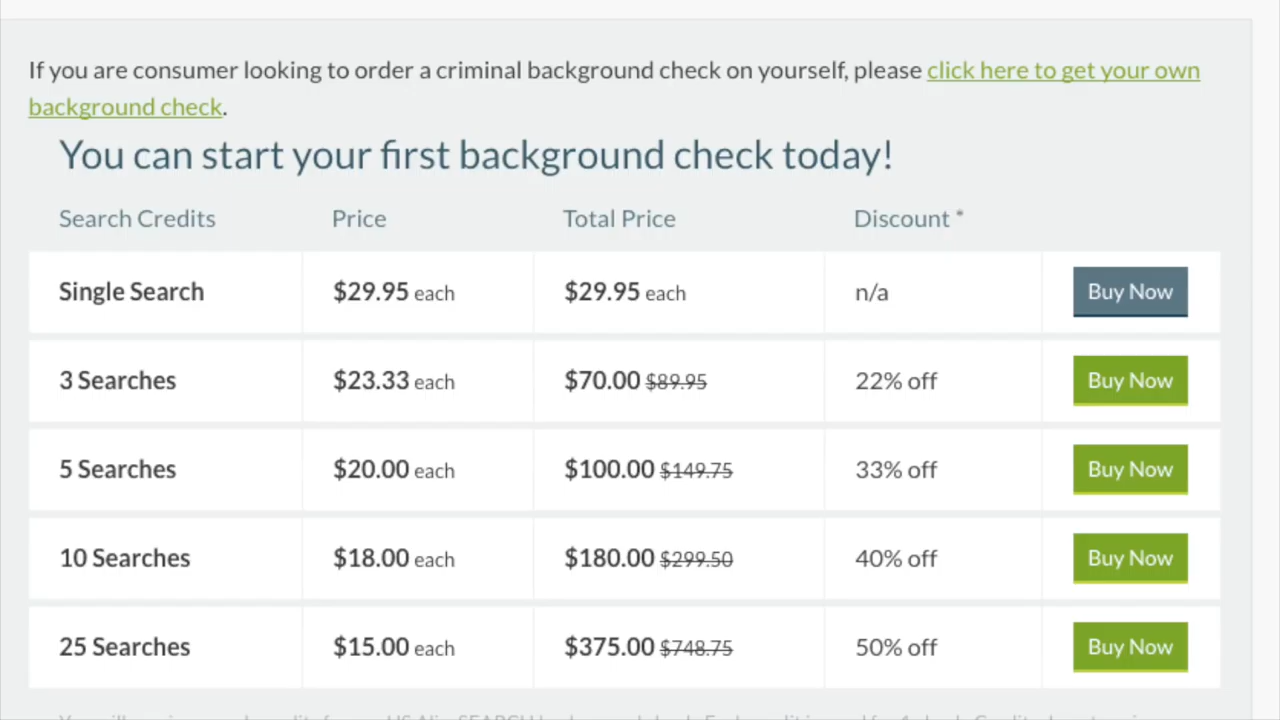 If you are consumer looking to order a criminal background check on yourself, please click here to get your own
background check.
You can start your first background check today!
Search Credits Price Total Price Discount *
Single Search $29.95 each $29.95 each n/a Buy Now
3 Searches $23.33 each $70.00 $89.95 22% off Buy Now
5 Searches $20.00 each $100.00 $149.75 33% off Buy Now
10 Searches $18.00 each $180.00 $299.50 40% off Buy Now
25 Searches $15.00 each $375.00 $748.75 50% off Buy Now